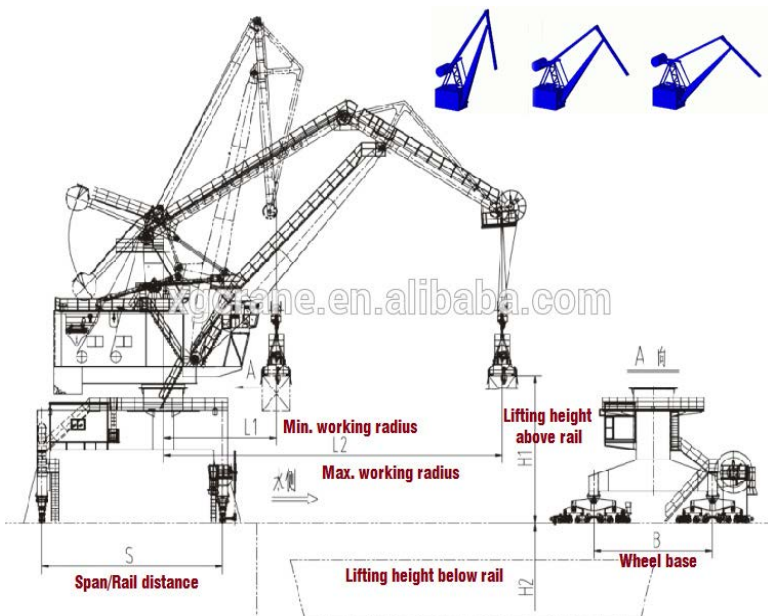 xgcrane.en.alibaba.com
A
A 向
L1
Min. working radius
Lifting height
above rail
L2
H1
Max. working radius
水侧
S
B
Span/Rail distance
Lifting height below rail
Wheel base
H2